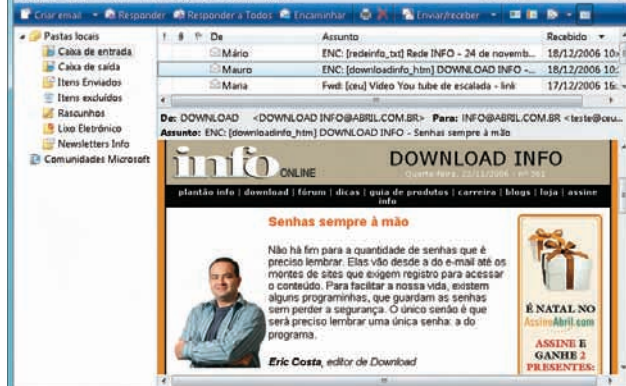 Criar email Responder Responder a Todos Encaminhar Enviar/receber
Pastas locais
Caixa de entrada
Caixa de saída
Itens Enviados
Itens excluídos
Rascunhos
Lixo Eletrônico
Newsletters Info
Comunidades Microsoft
! De Assunto Recebido
Mário ENC: [redeinfo_txt] Rede INFO - 24 de novemb... 18/12/2006
Mauro ENC: [downloadinfo_htm] DOWNLOAD INFO -... 18/12/2006
Maria Fwd: [ceu] Video You tube de escalada - link 17/12/2006
De: DOWNLOAD <DOWNLOAD.INFO@ABRIL.COM.BR> Para: INFO@ABRIL.COM.BR <teste@ceu...
Assunto: ENC: [downloadinfo_htm] DOWNLOAD INFO - Senhas sempre à mão
info ONLINE
DOWNLOAD INFO
Quarta-feira, 22/11/2006 - nº 361
plantão info | download | fórum | dicas | guia de produtos | carreira | blogs | loja | assine
info
Senhas sempre à mão
Não há fim para a quantidade de senhas que é
preciso lembrar. Elas vão desde a do e-mail até os
montes de sites que exigem registro para acessar
o conteúdo. Para facilitar a nossa vida, existem
alguns programinhas, que guardam as senhas
sem perder a segurança. O único senão é que
será preciso lembrar uma única senha: a do
programa.
Eric Costa, editor de Download
É NATAL NO
AssineAbril.com
ASSINE E
GANHE 2
PRESENTES: